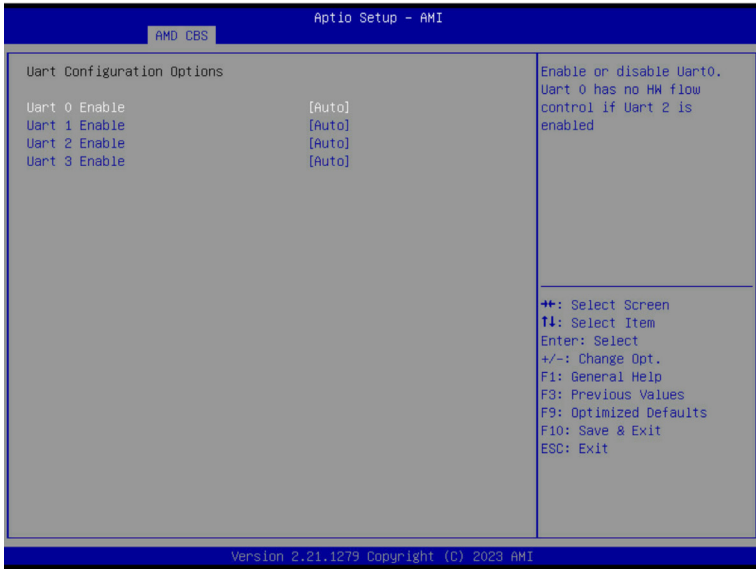 Aptio Setup – AMI
AMD CBS
Uart Configuration Options
Uart 0 Enable [Auto]
Uart 1 Enable [Auto]
Uart 2 Enable [Auto]
Uart 3 Enable [Auto]
Enable or disable Uart0.
Uart 0 has no HW flow
control if Uart 2 is
enabled
→←: Select Screen
↑↓: Select Item
Enter: Select
+/-: Change Opt.
F1: General Help
F3: Previous Values
F9: Optimized Defaults
F10: Save & Exit
ESC: Exit
Version 2.21.1279 Copyright (C) 2023 AMI